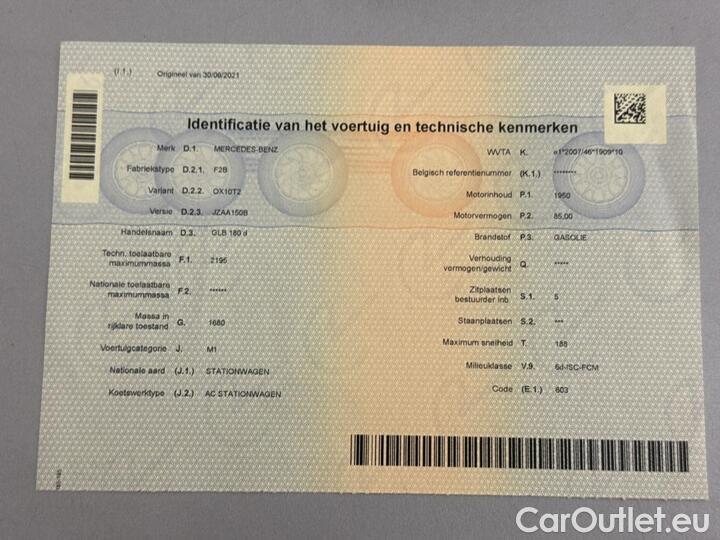 (I.1.) Origineel van 30/06/2021
Identificatie van het voertuig en technische kenmerken
Merk D.1. MERCEDES-BENZ
Fabriekstype D.2.1. F2B
Variant D.2.2. OX10T2
Versie D.2.3. JZAA150B
Handelsnaam D.3. GLB 180 d
Techn. toelaatbare
maximummassa F.1. 2195
Nationale toelaatbare
maximummassa F.2. ******
Massa in
rijklare toestand G. 1680
Voertuigcategorie J. M1
Nationale aard (J.1.) STATIONWAGEN
Koetswerktype (J.2.) AC STATIONWAGEN
WVTA K. e1*2007/46*1909*10
Belgisch referentienummer (K.1.) ********
Motorinhoud P.1. 1950
Motorvermogen P.2. 85.00
Brandstof P.3. GASOLIE
Verhouding
vermogen/gewicht Q. *****
Zitplaatsen
bestuurder inb S.1. 5
Staanplaatsen S.2. ***
Maximum snelheid T. 188
Milieuklasse V.9. 6d-ISC-FCM
Code (E.1.) 603
CarOutlet.eu